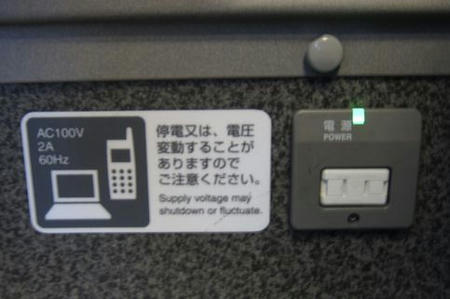 AC100V
2A
60Hz
停電又は、電圧
変動することが
ありますので
ご注意ください。
Supply voltage may
shutdown or fluctuate.
電源
POWER